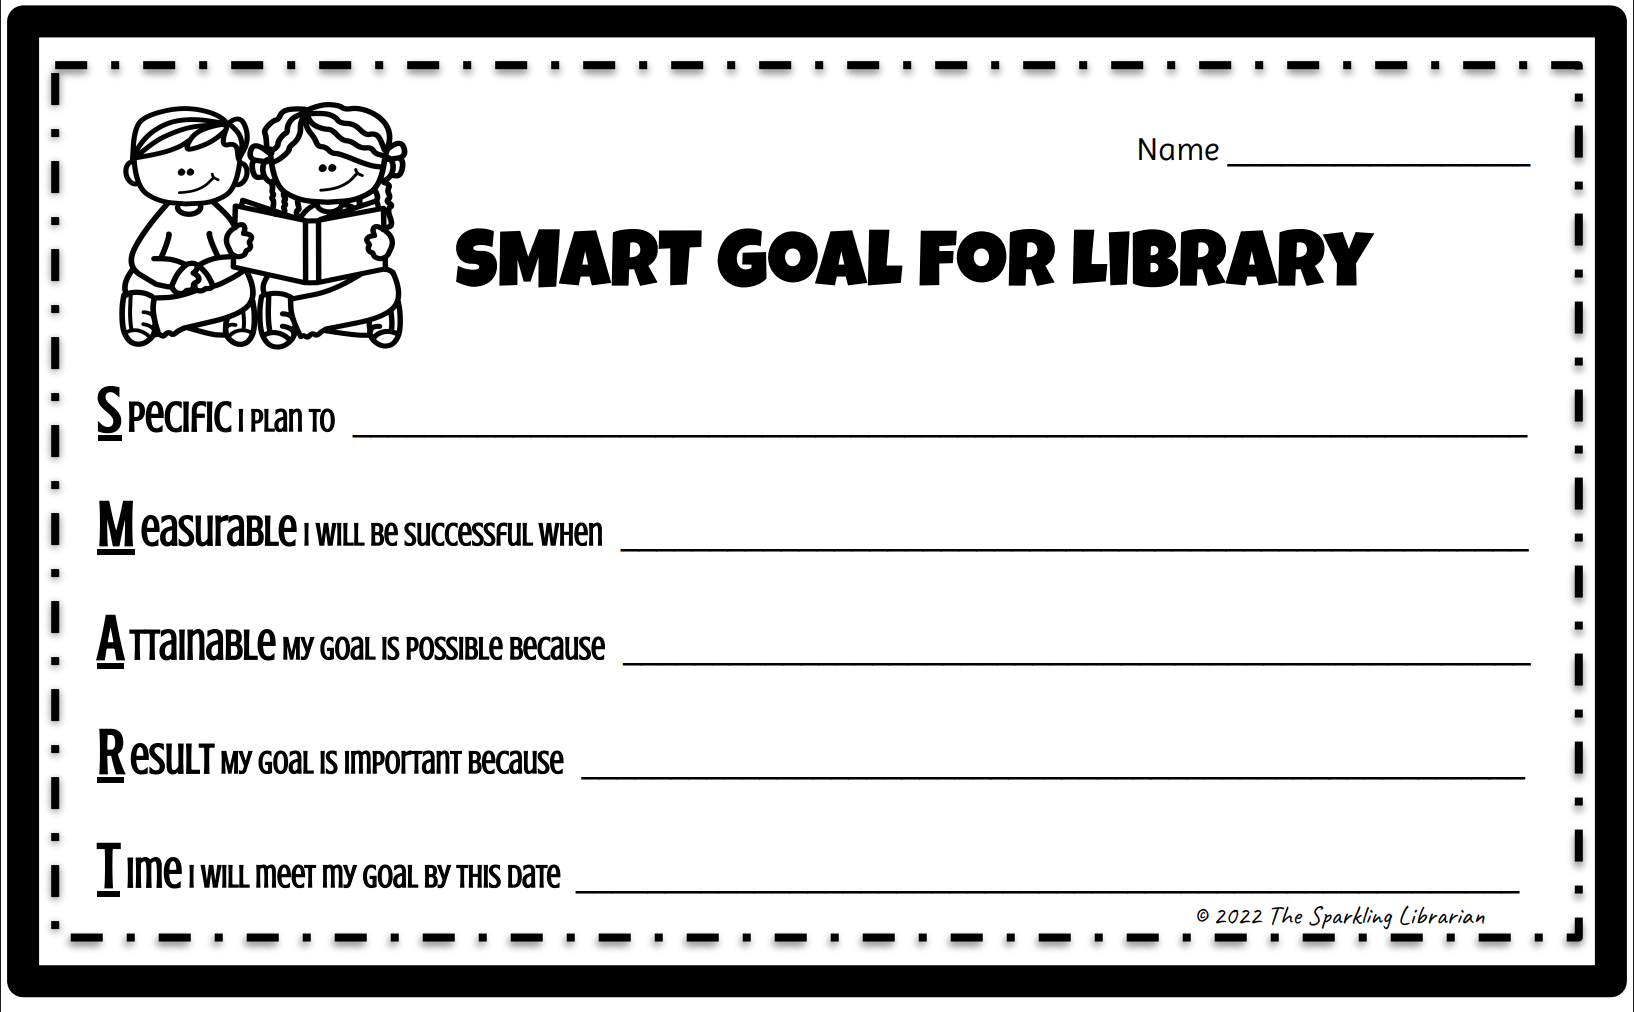 Name
SMART GOAL FOR LIBRARY
Specific I plan to
Measurable I will be successful when
Attainable my goal is possible because
Result my goal is important because
Time I will meet my goal by this date
© 2022 The Sparkling Librarian